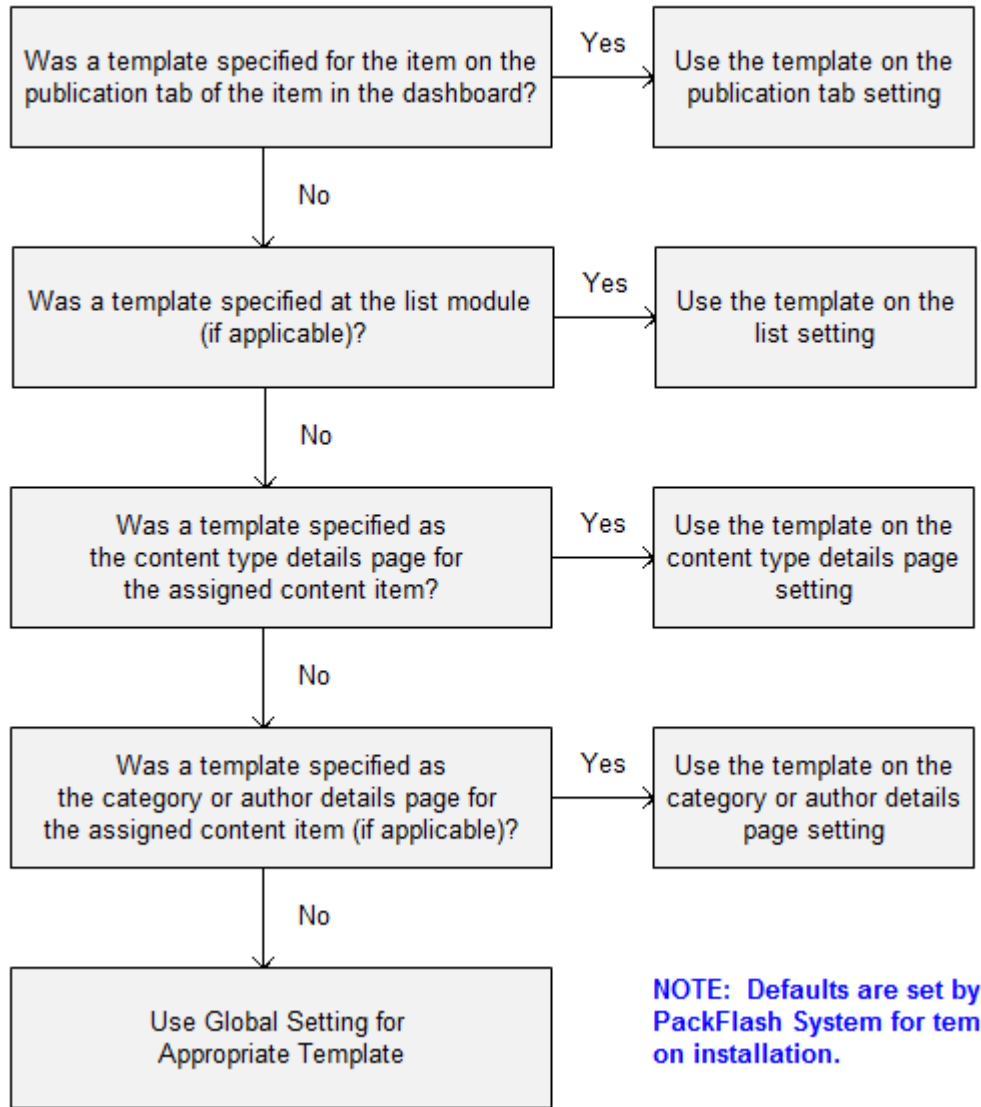 Was a template specified for the item on the
publication tab of the item in the dashboard?
Yes
Use the template on the
publication tab setting
No
Was a template specified at the list module
(if applicable)?
Yes
Use the template on the
list setting
No
Was a template specified as
the content type details page for
the assigned content item?
Yes
Use the template on the
content type details page
setting
No
Was a template specified as
the category or author details page for
the assigned content item (if applicable)?
Yes
Use the template on the
category or author details
page setting
No
Use Global Setting for
Appropriate Template
NOTE: Defaults are set by
PackFlash System for tem
on installation.